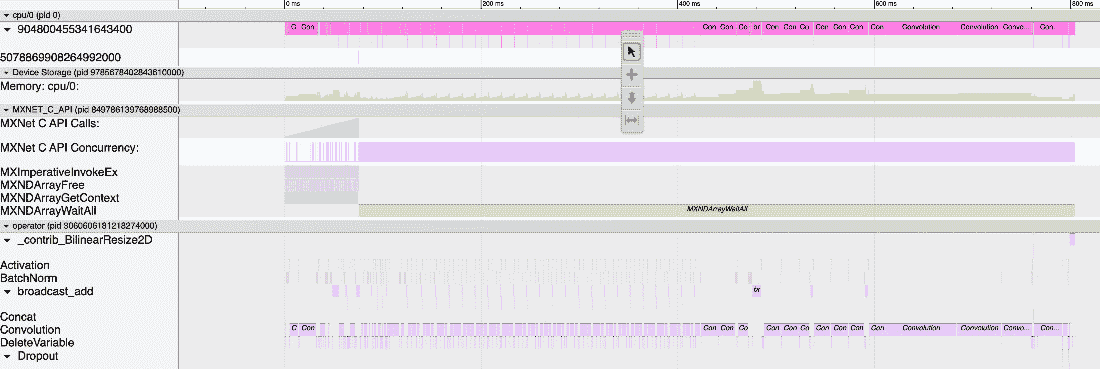 0 ms 200 ms 400 ms 600 ms 800 ms
cpu/0 (pid 0)
904800455341643400 C Con Con Con Con Con Con Co or Con Con Con Con Con Convolution Convolution Convo... Con...
5078869908264992000
Device Storage (pid 9785678402843610000)
Memory: cpu/0:
MXNET_C_API (pid 849786139768988500)
MXNet C API Calls:
MXNet C API Concurrency:
MXImperativeInvokeEx
MXNDArrayFree
MXNDArrayGetContext
MXNDArrayWaitAll MXNDArrayWaitAll
operator (pid 3060606181218274000)
_contrib_BilinearResize2D
Activation
BatchNorm
broadcast_add
Concat
Convolution C Con Con Con Co Con Con Co Con Con Con Con Convolution Convolution Convo... Con...
DeleteVariable
Dropout